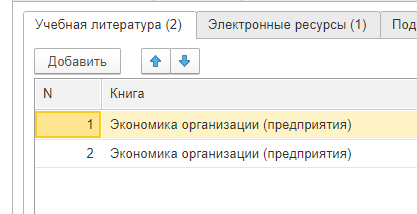 Учебная литература (2) Электронные ресурсы (1)
Добавить
N Книга
1 Экономика организации (предприятия)
2 Экономика организации (предприятия)